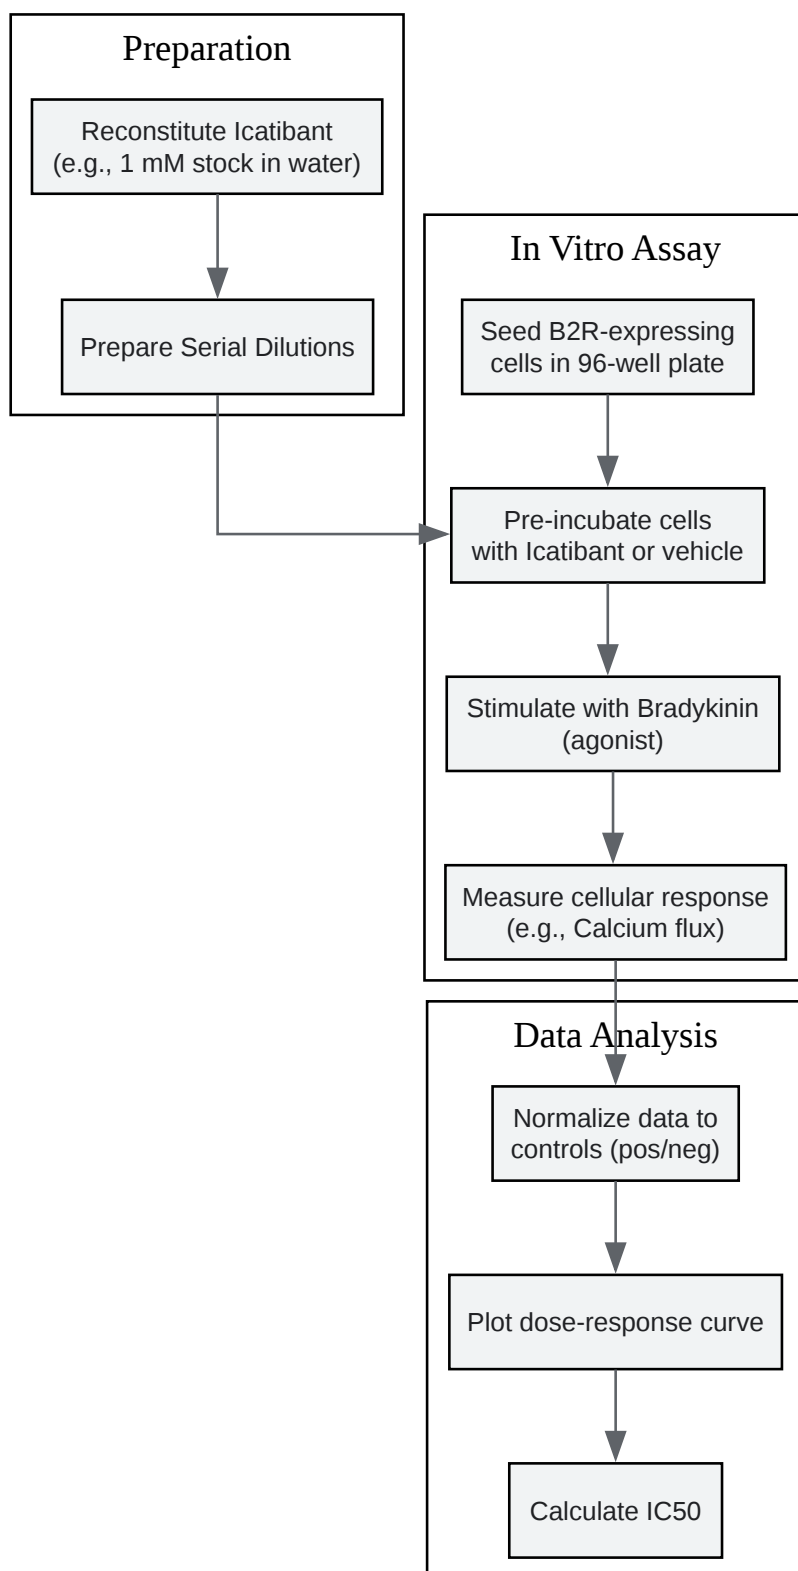 Preparation
Reconstitute Icatibant
(e.g., 1 mM stock in water)
Prepare Serial Dilutions
In Vitro Assay
Seed B2R-expressing
cells in 96-well plate
Pre-incubate cells
with Icatibant or vehicle
Stimulate with Bradykinin
(agonist)
Measure cellular response
(e.g., Calcium flux)
Data Analysis
Normalize data to
controls (pos/neg)
Plot dose-response curve
Calculate IC50